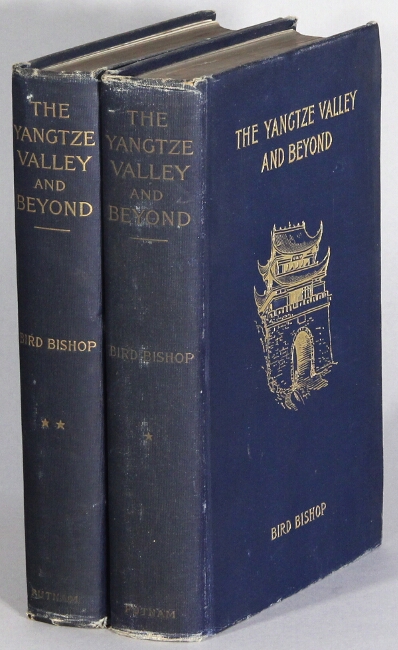 THE
YANGTZE
VALLEY
AND
BEYOND
BIRD BISHOP
★★
PUTNAM
THE
YANGTZE
VALLEY
AND
BEYOND
BIRD BISHOP
★
PUTNAM
THE YANGTZE VALLEY
AND BEYOND
BIRD BISHOP